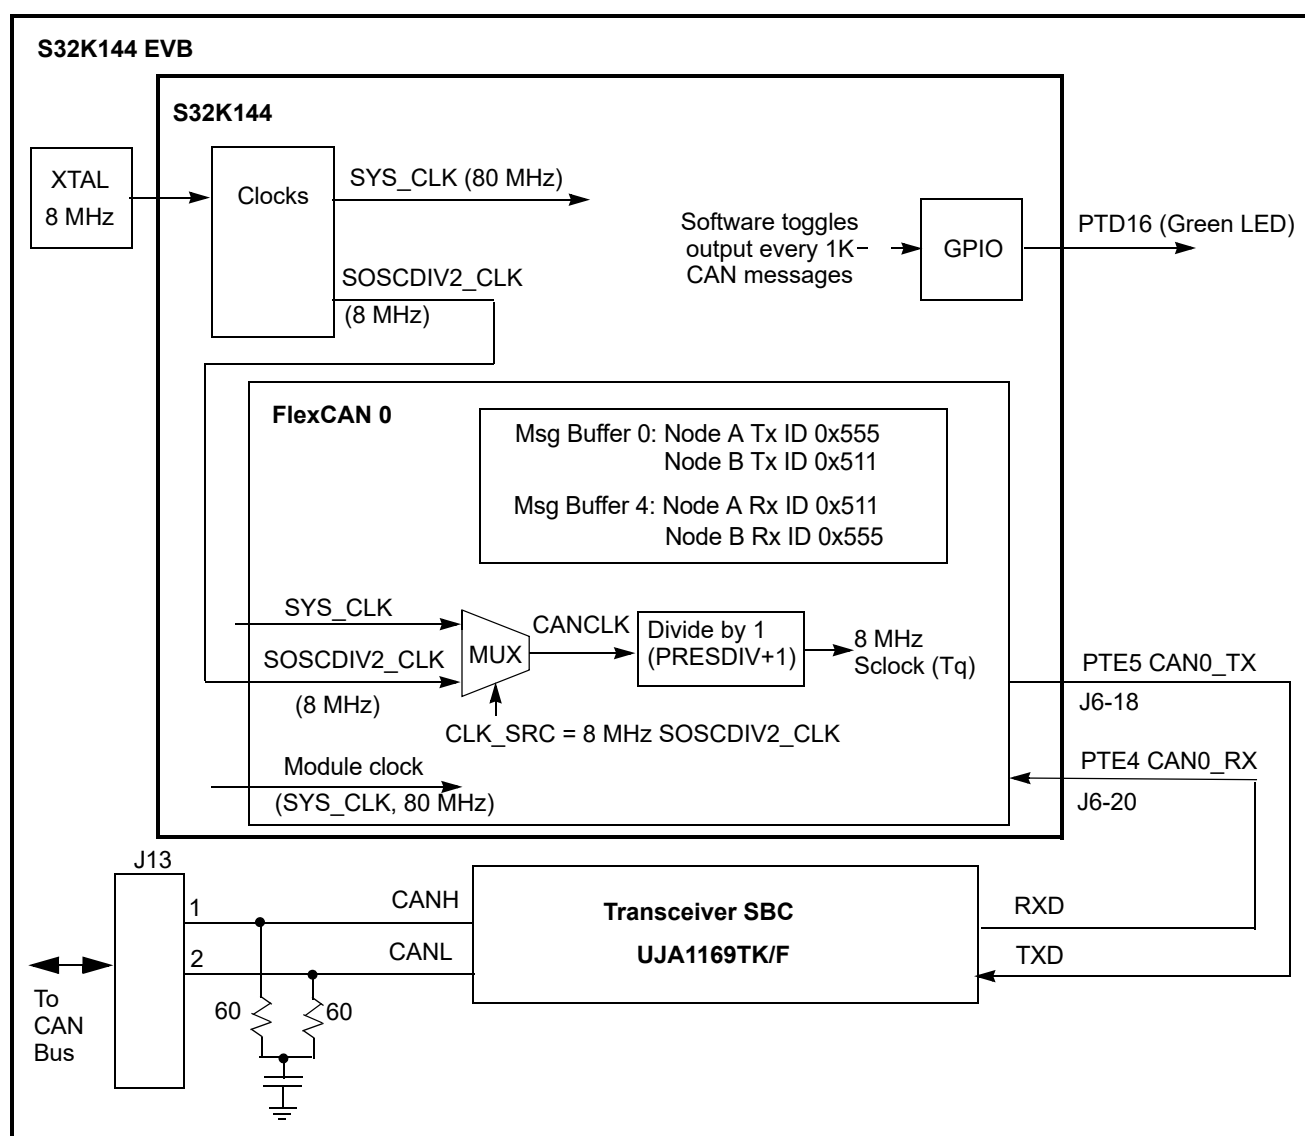 S32K144 EVB
S32K144
XTAL
8 MHz
Clocks
SYS_CLK (80 MHz)
SOSCDIV2_CLK
(8 MHz)
Software toggles
output every 1K
CAN messages
GPIO
PTD16 (Green LED)
FlexCAN 0
Msg Buffer 0: Node A Tx ID 0x555
Node B Tx ID 0x511
Msg Buffer 4: Node A Rx ID 0x511
Node B Rx ID 0x555
SYS_CLK
SOSCDIV2_CLK
(8 MHz)
MUX
CANCLK
Divide by 1
(PRESDIV+1)
8 MHz
Sclock (Tq)
CLK_SRC = 8 MHz SOSCDIV2_CLK
Module clock
(SYS_CLK, 80 MHz)
PTE5 CAN0_TX
J6-18
PTE4 CAN0_RX
J6-20
J13
1
2
CANH
CANL
Transceiver SBC
UJA1169TK/F
RXD
TXD
To
CAN
Bus
60
60